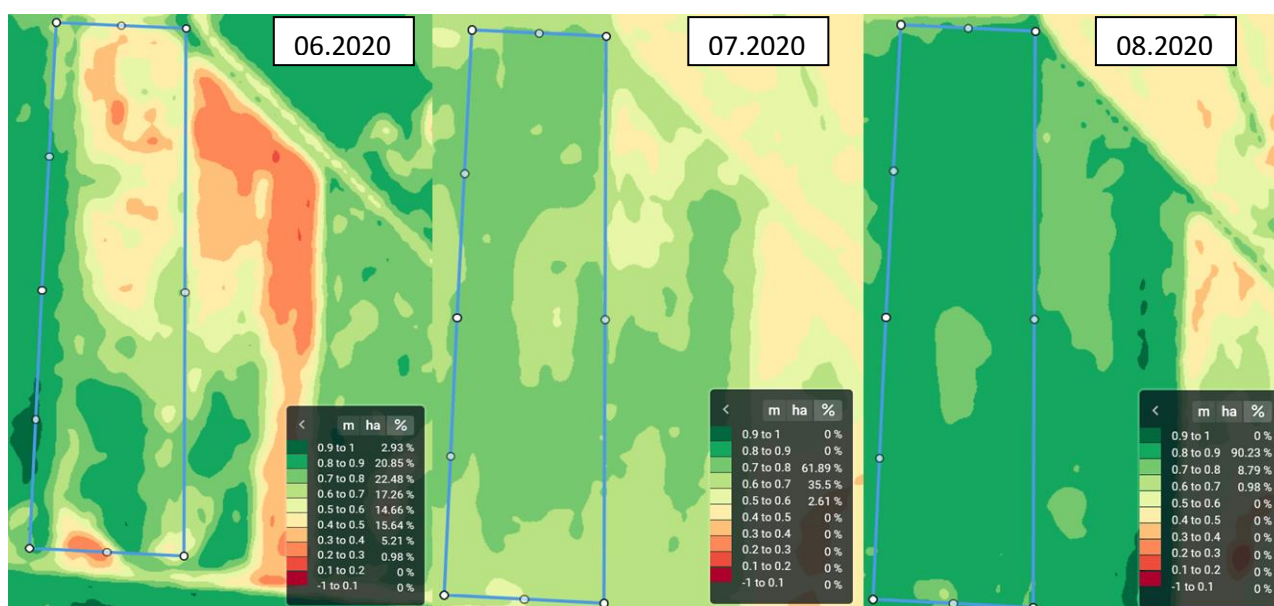 06.2020
07.2020
08.2020
< m ha %
0.9 to 1 2.93 %
0.8 to 0.9 20.85 %
0.7 to 0.8 22.48 %
0.6 to 0.7 17.26 %
0.5 to 0.6 14.66 %
0.4 to 0.5 15.64 %
0.3 to 0.4 5.21 %
0.2 to 0.3 0.98 %
0.1 to 0.2 0 %
-1 to 0.1 0 %
< m ha %
0.9 to 1 0 %
0.8 to 0.9 0 %
0.7 to 0.8 61.89 %
0.6 to 0.7 35.5 %
0.5 to 0.6 2.61 %
0.4 to 0.5 0 %
0.3 to 0.4 0 %
0.2 to 0.3 0 %
0.1 to 0.2 0 %
-1 to 0.1 0 %
< m ha %
0.9 to 1 0 %
0.8 to 0.9 90.23 %
0.7 to 0.8 8.79 %
0.6 to 0.7 0.98 %
0.5 to 0.6 0 %
0.4 to 0.5 0 %
0.3 to 0.4 0 %
0.2 to 0.3 0 %
0.1 to 0.2 0 %
-1 to 0.1 0 %